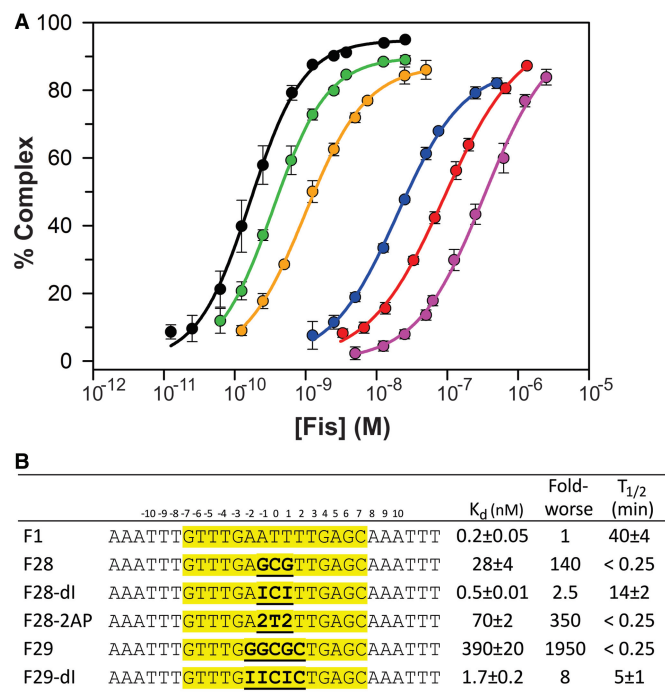 A
100
80
60
40
20
0
% Complex
10-12 10-11 10-10 10-9 10-8 10-7 10-6 10-5
[Fis] (M)
B
-10 -9 -8 -7 -6 -5 -4 -3 -2 -1 0 1 2 3 4 5 6 7 8 9 10
Kd (nM) Fold-worse T1/2 (min)
F1 AAATTTGTTTGAATTTTGAGCAAATTT 0.2±0.05 1 40±4
F28 AAATTTGTTTGAGCGTTGAGCAAATTT 28±4 140 < 0.25
F28-dI AAATTTGTTTGAICITTGAGCAAATTT 0.5±0.01 2.5 14±2
F28-2AP AAATTTGTTTGA2T2TTGAGCAAATTT 70±2 350 < 0.25
F29 AAATTTGTTTGGGCGCTGAGCAAATTT 390±20 1950 < 0.25
F29-dI AAATTTGTTTGIICICTGAGCAAATTT 1.7±0.2 8 5±1